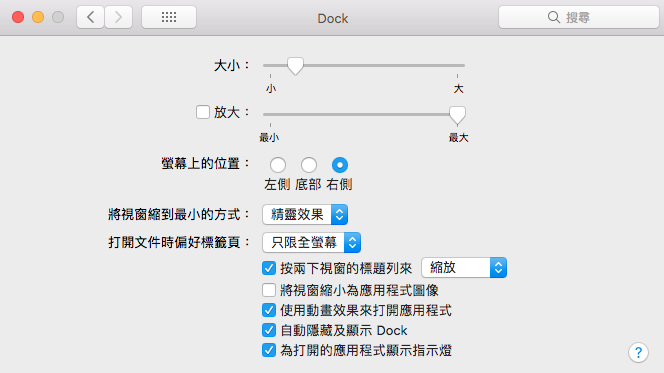 Dock
搜尋
大小：
小 大
放大：
最小 最大
螢幕上的位置：
左側 底部 右側
將視窗縮到最小的方式： 精靈效果
打開文件時偏好標籤頁： 只限全螢幕
按兩下視窗的標題列來 縮放
將視窗縮小為應用程式圖像
使用動畫效果來打開應用程式
自動隱藏及顯示 Dock
為打開的應用程式顯示指示燈
?